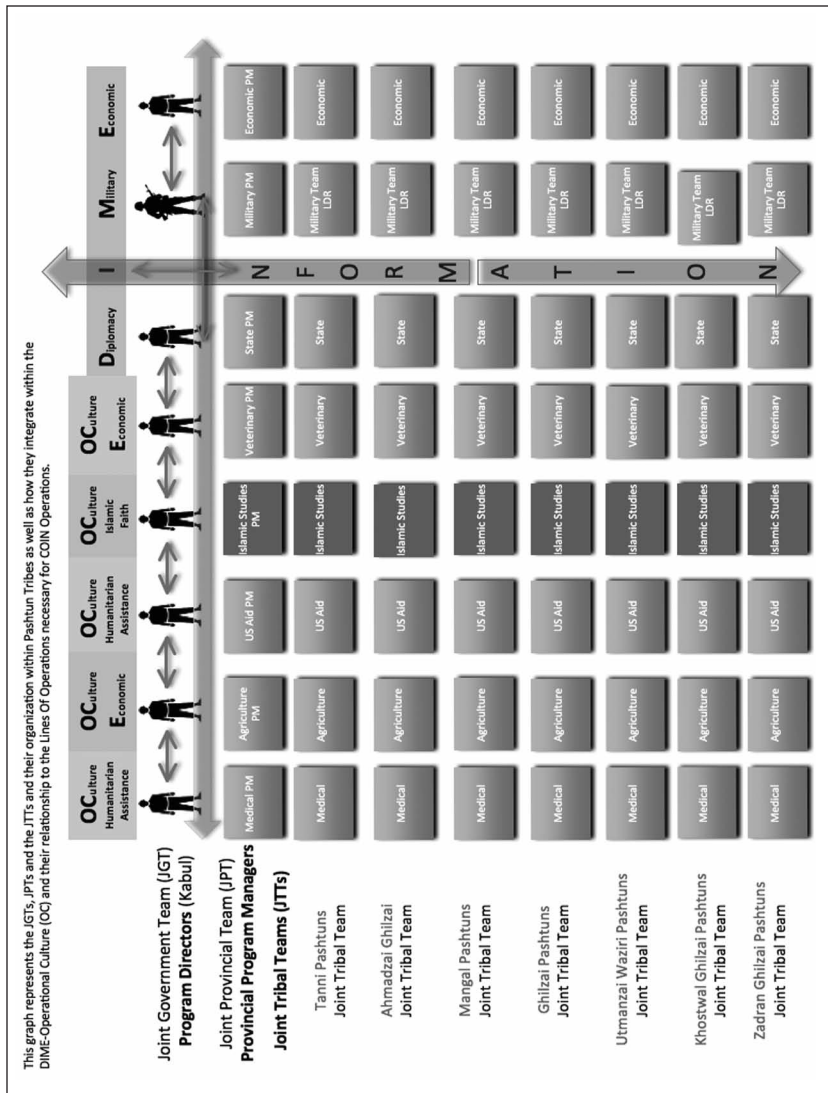 This graph represents the JGTs, JPTs and the JTTs and their organization within Pashtun Tribes as well as how they integrate within the
DIME-Operational Culture (OC) and their relationship to the Lines Of Operations necessary for COIN Operations.
OCulture
Humanitarian
Assistance
OCulture
Economic
OCulture
Humanitarian
Assistance
OCulture
Islamic
Faith
OCulture
Economic
Diplomacy
INFORMATION
Military
Economic
Joint Government Team (JGT)
Program Directors (Kabul)
Joint Provincial Team (JPT)
Provincial Program Managers
Joint Tribal Teams (JTTs)
Medical PM
Agriculture
PM
US Aid PM
Islamic Studies
PM
Veterinary PM
State PM
Military PM
Economic PM
Tanni Pashtuns
Joint Tribal Team
Medical
Agriculture
US Aid
Islamic Studies
Veterinary
State
Military Team
LDR
Economic
Ahmadzai Ghilzai
Joint Tribal Team
Medical
Agriculture
US Aid
Islamic Studies
Veterinary
State
Military Team
LDR
Economic
Mangal Pashtuns
Joint Tribal Team
Medical
Agriculture
US Aid
Islamic Studies
Veterinary
State
Military Team
LDR
Economic
Ghilzai Pashtuns
Joint Tribal Team
Medical
Agriculture
US Aid
Islamic Studies
Veterinary
State
Military Team
LDR
Economic
Utmanzai Waziri Pashtuns
Joint Tribal Team
Medical
Agriculture
US Aid
Islamic Studies
Veterinary
State
Military Team
LDR
Economic
Khostwal Ghilzai Pashtuns
Joint Tribal Team
Medical
Agriculture
US Aid
Islamic Studies
Veterinary
State
Military Team
LDR
Economic
Zadran Ghilzai Pashtuns
Joint Tribal Team
Medical
Agriculture
US Aid
Islamic Studies
Veterinary
State
Military Team
LDR
Economic